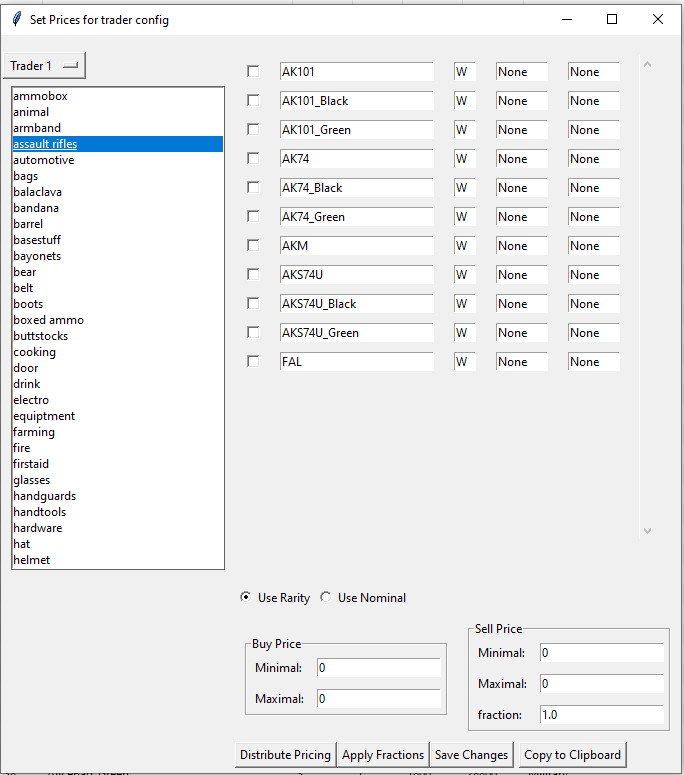 Set Prices for trader config
Trader 1
ammobox
animal
armband
assault rifles
automotive
bags
balaclava
bandana
barrel
basestuff
bayonets
bear
belt
boots
boxed ammo
buttstocks
cooking
door
drink
electro
equiptment
farming
fire
firstaid
glasses
handguards
handtools
hardware
hat
helmet
AK101 W None None
AK101_Black W None None
AK101_Green W None None
AK74 W None None
AK74_Black W None None
AK74_Green W None None
AKM W None None
AKS74U W None None
AKS74U_Black W None None
AKS74U_Green W None None
FAL W None None
Use Rarity Use Nominal
Buy Price
Minimal: 0
Maximal: 0
Sell Price
Minimal: 0
Maximal: 0
fraction: 1.0
Distribute Pricing Apply Fractions Save Changes Copy to Clipboard